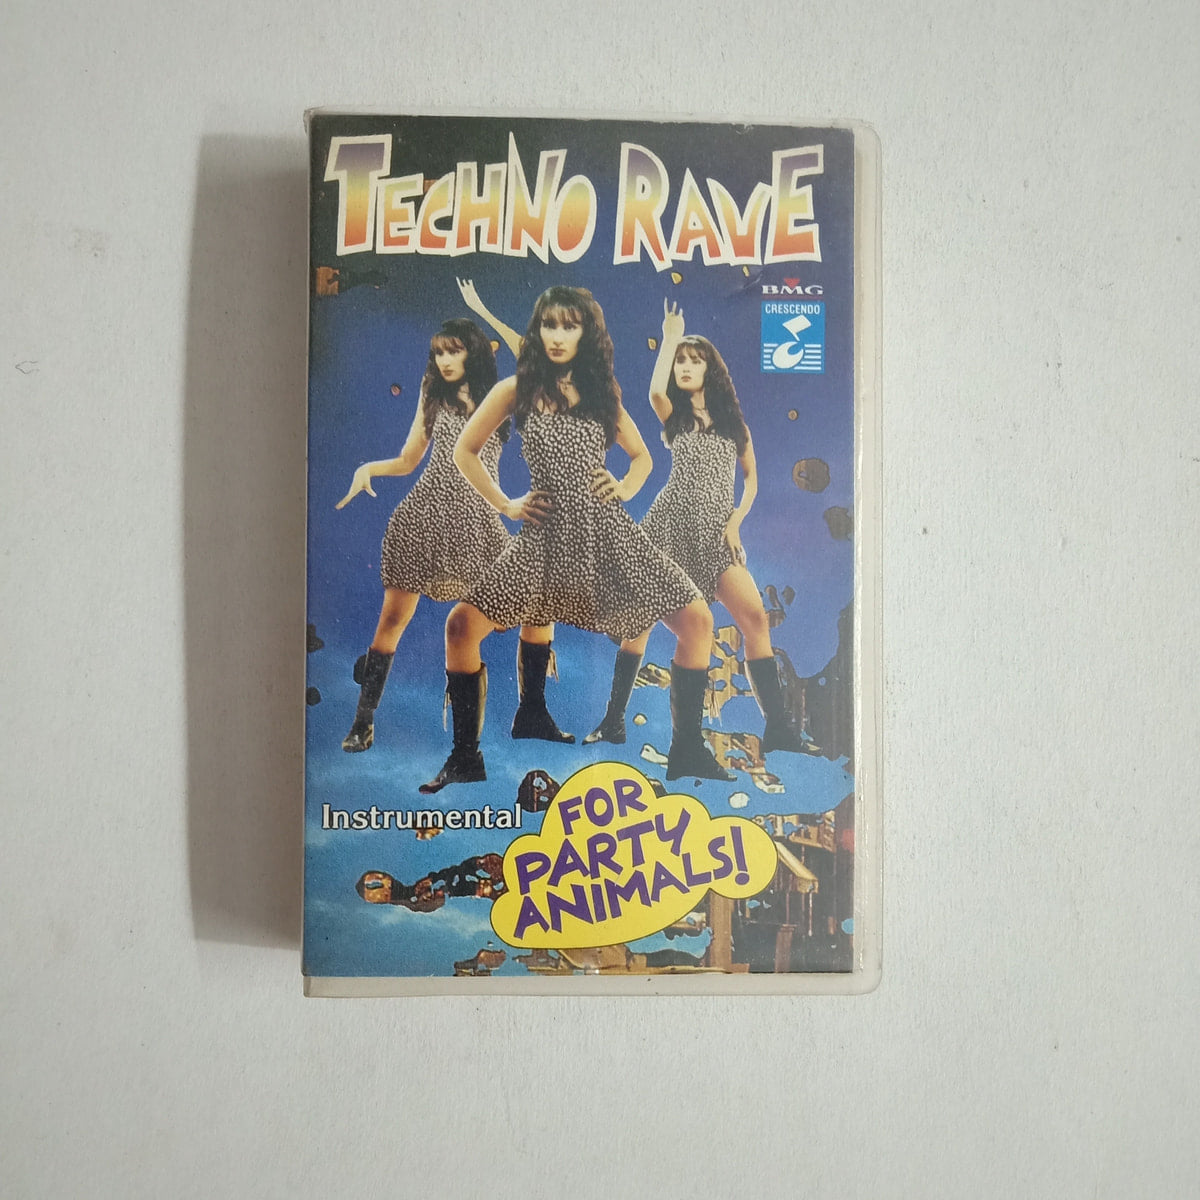 TECHNO RAVE
BMG
CRESCENDO
Instrumental
FOR
PARTY
ANIMALS!